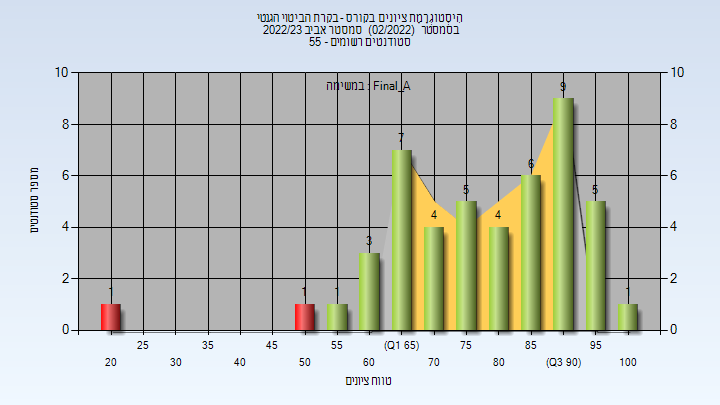 הִיסְטוֹגְרָמַת ציונים בקורס - בקרת הביטוי הגנטי
בסמסטר (02/2022) סמסטר אביב 2022/23
סטודנטים רשומים - 55
במשימה : Final_A
מספר סטודנטים
10 10
8 8
6 6
4 4
2 2
0 0
1 1 1 3 7 4 5 4 6 9 5 1
25 35 45 55 (Q1 65) 75 85 95
20 30 40 50 60 70 80 (Q3 90) 100
טווח ציונים